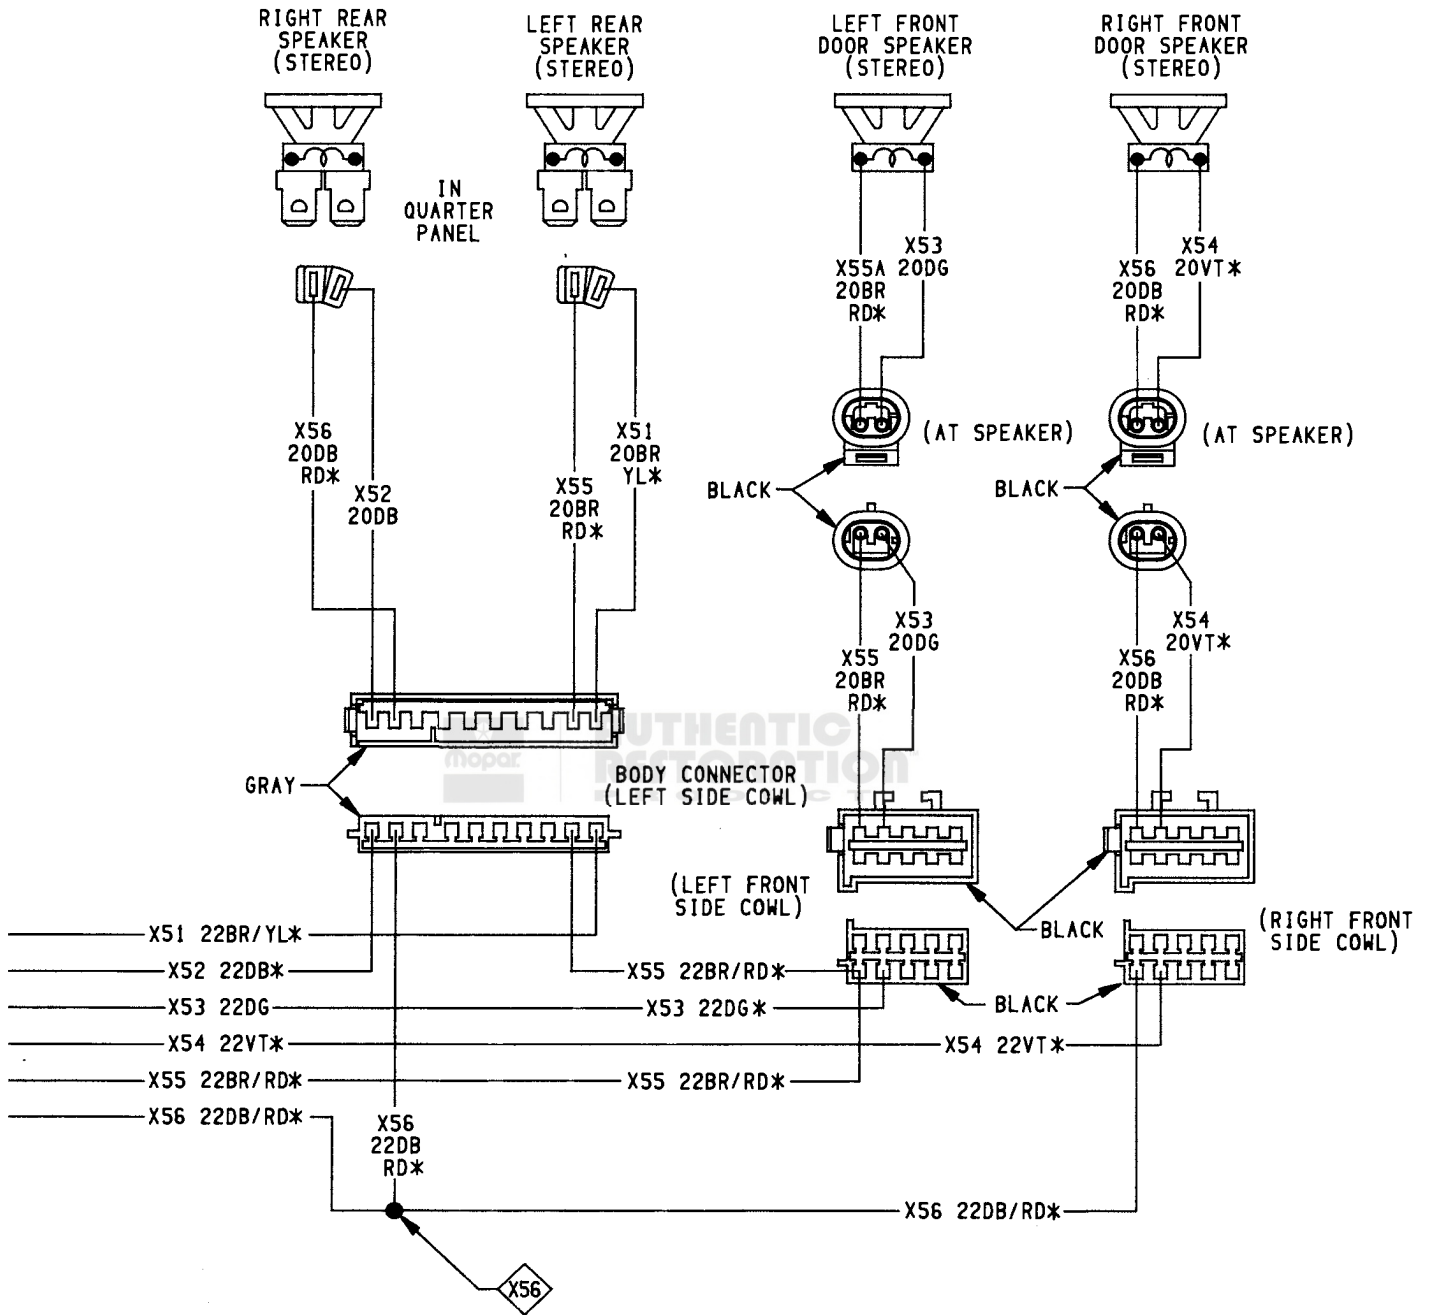 RIGHT REAR
SPEAKER
(STEREO)
LEFT REAR
SPEAKER
(STEREO)
LEFT FRONT
DOOR SPEAKER
(STEREO)
RIGHT FRONT
DOOR SPEAKER
(STEREO)
IN
QUARTER
PANEL
X55A
20BR
RD*
X53
20DG
X56
20DB
RD*
X54
20VT*
X56
20DB
RD*
X52
20DB
X55
20BR
RD*
X51
20BR
YL*
(AT SPEAKER)
(AT SPEAKER)
BLACK
BLACK
X55
20BR
RD*
X53
20DG
X56
20DB
RD*
X54
20VT*
mopar
AUTHENTIC
RESTORATION
PRODUCT
GRAY
BODY CONNECTOR
(LEFT SIDE COWL)
(LEFT FRONT
SIDE COWL)
BLACK
(RIGHT FRONT
SIDE COWL)
X51 22BR/YL*
X52 22DB*
X55 22BR/RD*
X53 22DG
X53 22DG*
BLACK
X54 22VT*
X54 22VT*
X55 22BR/RD*
X55 22BR/RD*
X56 22DB/RD*
X56
22DB
RD*
X56 22DB/RD*
X56